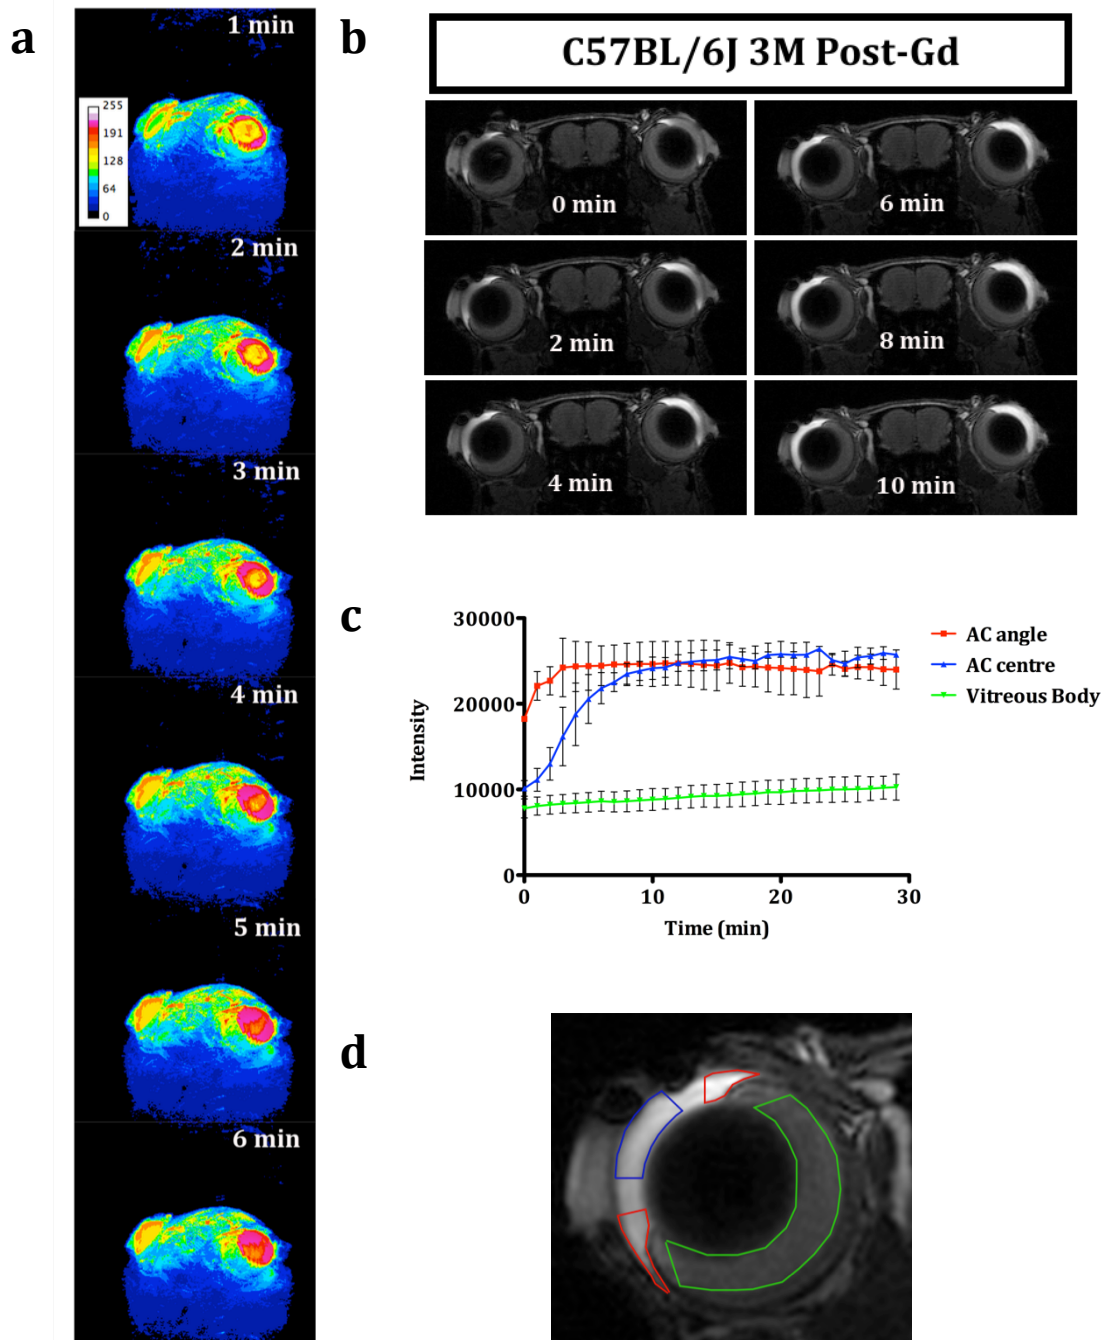 a
1 min
255
191
128
64
0
2 min
3 min
4 min
5 min
6 min
b
C57BL/6J 3M Post-Gd
0 min
6 min
2 min
8 min
4 min
10 min
c
30000
20000
10000
0
Intensity
0
10
20
30
Time (min)
AC angle
AC centre
Vitreous Body
d